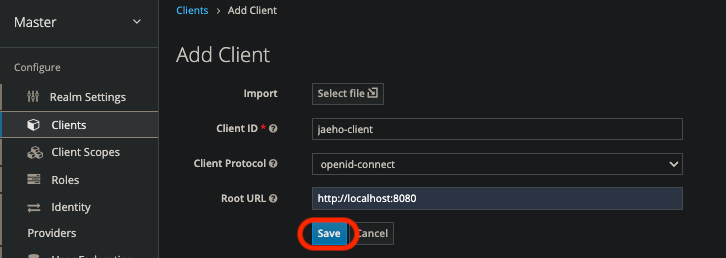 Master
Configure
Realm Settings
Clients
Client Scopes
Roles
Identity
Providers
Clients > Add Client
Add Client
Import Select file
Client ID * jaeho-client
Client Protocol openid-connect
Root URL http://localhost:8080
Save Cancel